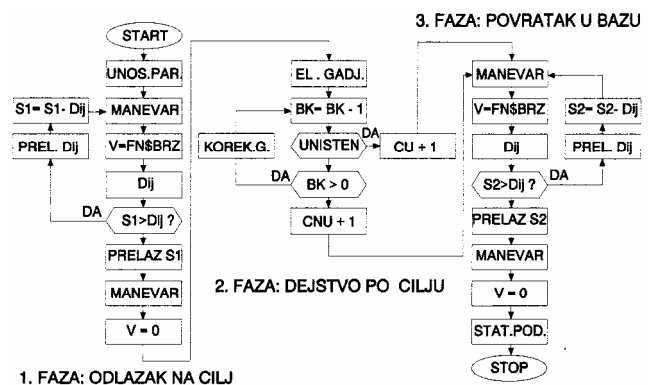 3. FAZA: POVRATAK U BAZU
START
UNOS.PAR.
S1= S1- Dij
MANEVAR
V=FN$BRZ
PREL. Dij
Dij
DA
S1>Dij ?
PRELAZ S1
MANEVAR
V = 0
1. FAZA: ODLAZAK NA CILJ
EL . GADJ.
BK= BK - 1
KOREK.G.
UNISTEN
DA
CU + 1
DA
BK > 0
CNU + 1
2. FAZA: DEJSTVO PO CILJU
MANEVAR
S2= S2- Dij
V=FN$BRZ
Dij
PREL. Dij
S2>Dij ?
DA
PRELAZ S2
MANEVAR
V = 0
STAT.POD.
STOP